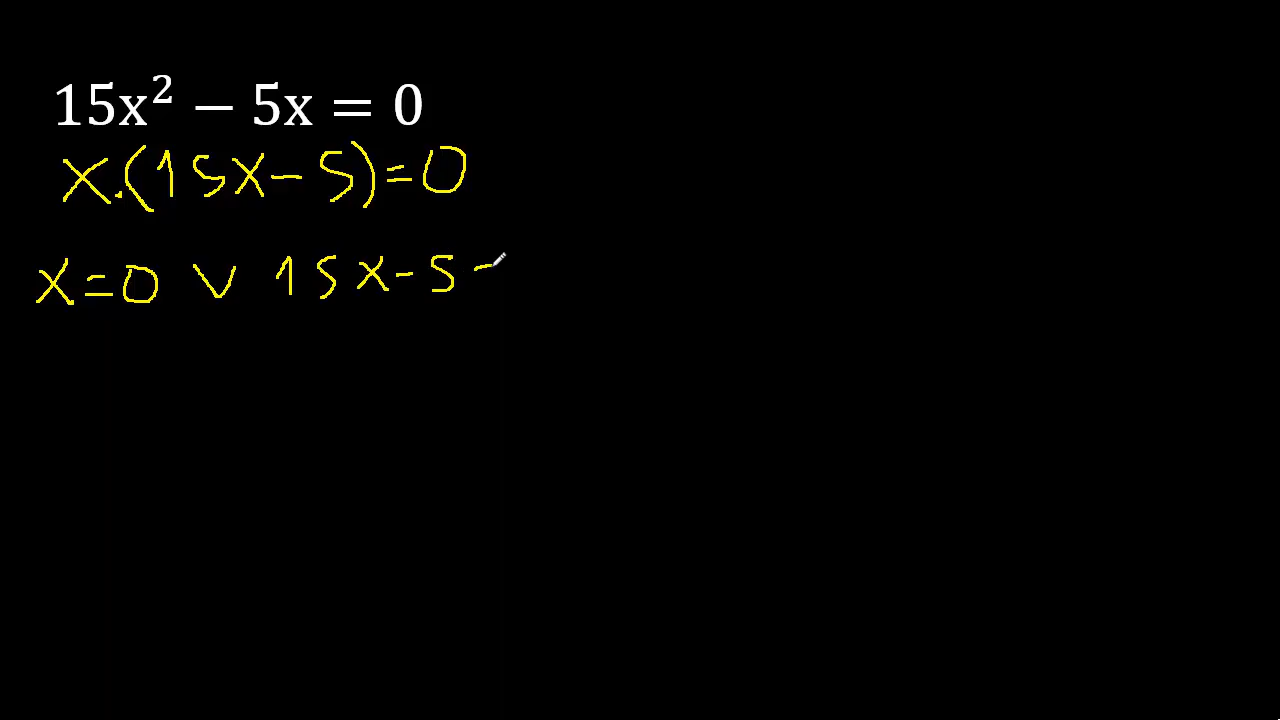 15x² − 5x = 0
x.(15x-5)=0
x=0 ∨ 15x-5 -